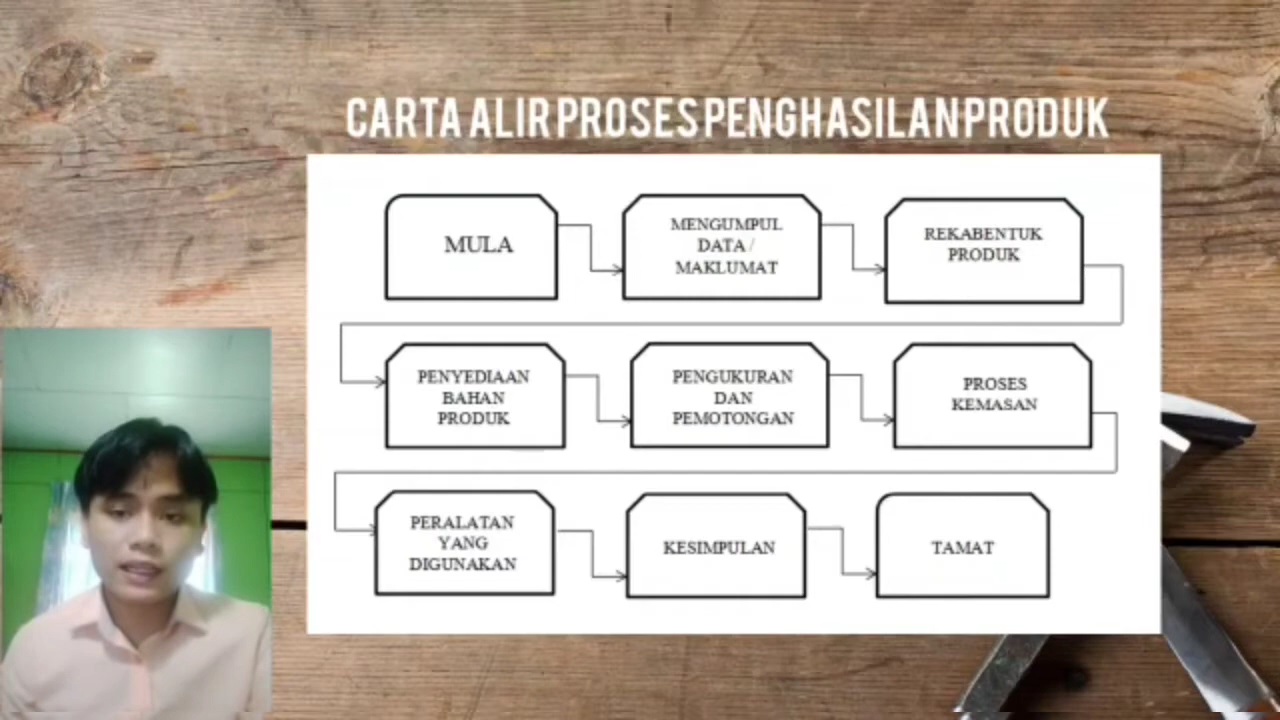 CARTA ALIR PROSES PENGHASILAN PRODUK
MULA
MENGUMPUL
DATA /
MAKLUMAT
REKABENTUK
PRODUK
PENYEDIAAN
BAHAN
PRODUK
PENGUKURAN
DAN
PEMOTONGAN
PROSES
KEMASAN
PERALATAN
YANG
DIGUNAKAN
KESIMPULAN
TAMAT